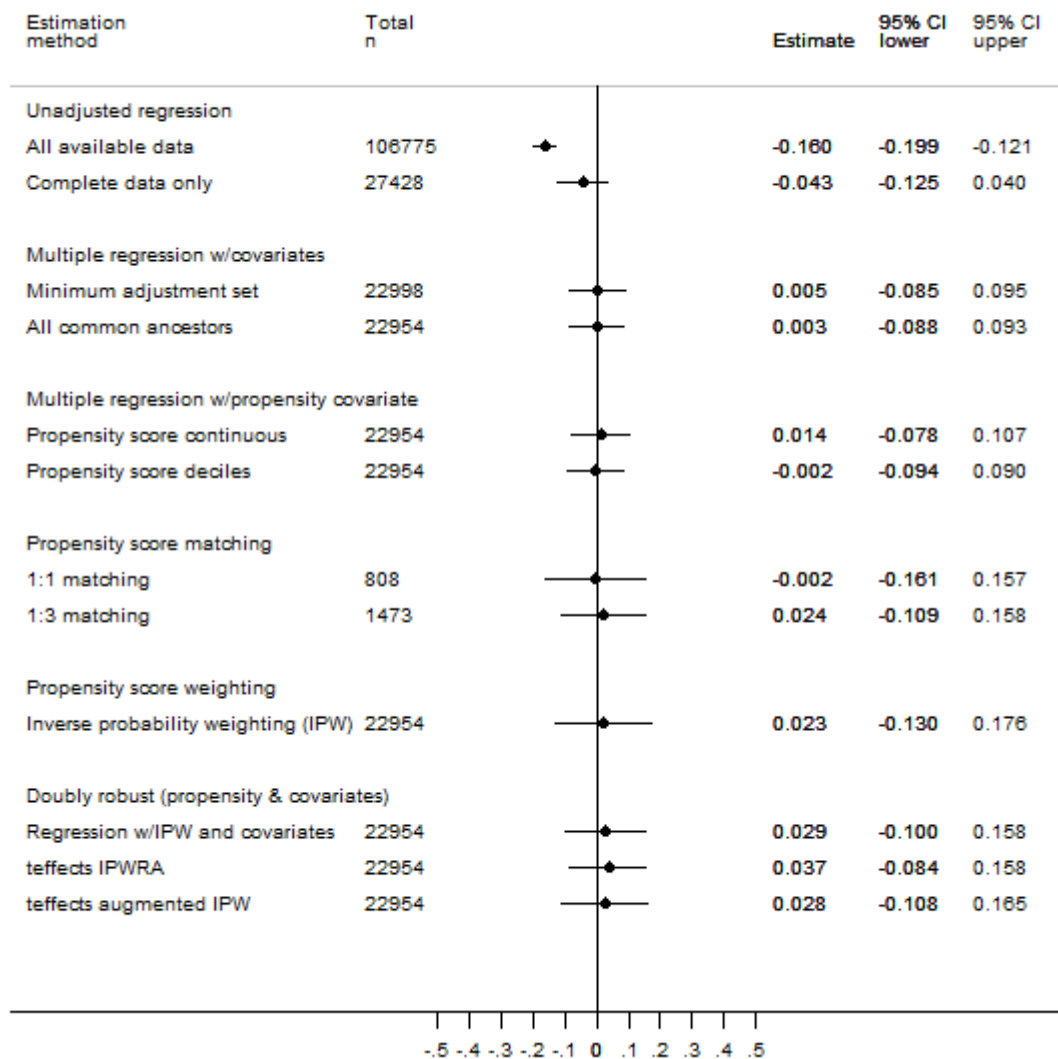 Estimation method Total n Estimate 95% CI lower 95% CI upper
Unadjusted regression
All available data 106775 -0.160 -0.199 -0.121
Complete data only 27428 -0.043 -0.125 0.040
Multiple regression w/covariates
Minimum adjustment set 22998 0.005 -0.085 0.095
All common ancestors 22954 0.003 -0.088 0.093
Multiple regression w/propensity covariate
Propensity score continuous 22954 0.014 -0.078 0.107
Propensity score deciles 22954 -0.002 -0.094 0.090
Propensity score matching
1:1 matching 808 -0.002 -0.161 0.157
1:3 matching 1473 0.024 -0.109 0.158
Propensity score weighting
Inverse probability weighting (IPW) 22954 0.023 -0.130 0.176
Doubly robust (propensity & covariates)
Regression w/IPW and covariates 22954 0.029 -0.100 0.158
teffects IPWRA 22954 0.037 -0.084 0.158
teffects augmented IPW 22954 0.028 -0.108 0.165
-.5 -.4 -.3 -.2 -.1 0 .1 .2 .3 .4 .5